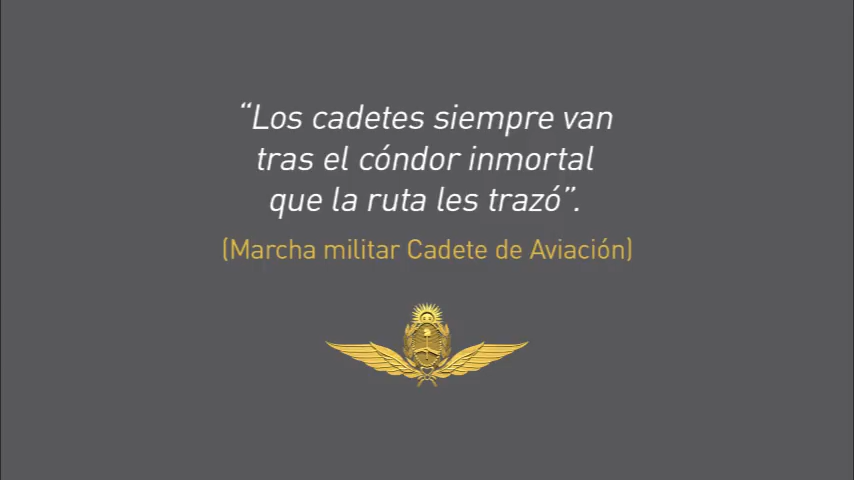 “Los cadetes siempre van
tras el cóndor inmortal
que la ruta les trazó”.
(Marcha militar Cadete de Aviación)